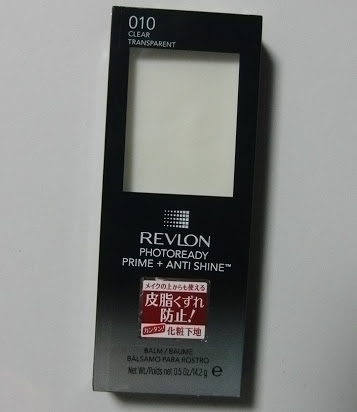 010
CLEAR
TRANSPARENT
REVLON
PHOTOREADY
PRIME + ANTI SHINE™
メイクの上からも使える
皮脂くずれ
防止!
カンタン! 化粧下地
BALM / BAUME
BÁLSAMO PARA ROSTRO
Net Wt./Poids net 0.5 Oz./14.2 g e